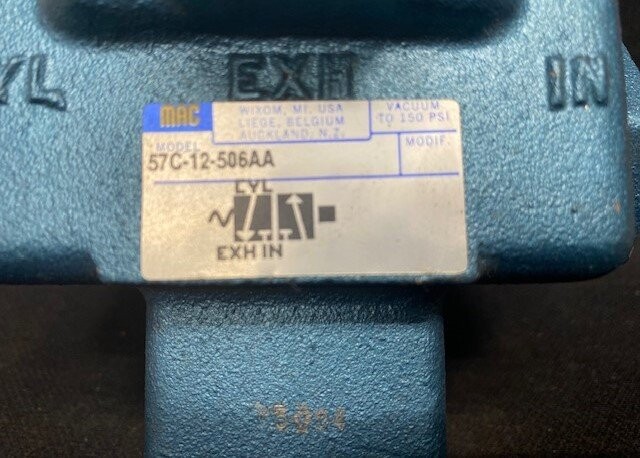 YL EXH IN
MAC
WIXOM, MI. USA
LIEGE, BELGIUM
AUCKLAND, N.Z.
VACUUM
TO 150 PSI
MODEL
57C-12-506AA
MODIF.
CYL
EXH IN